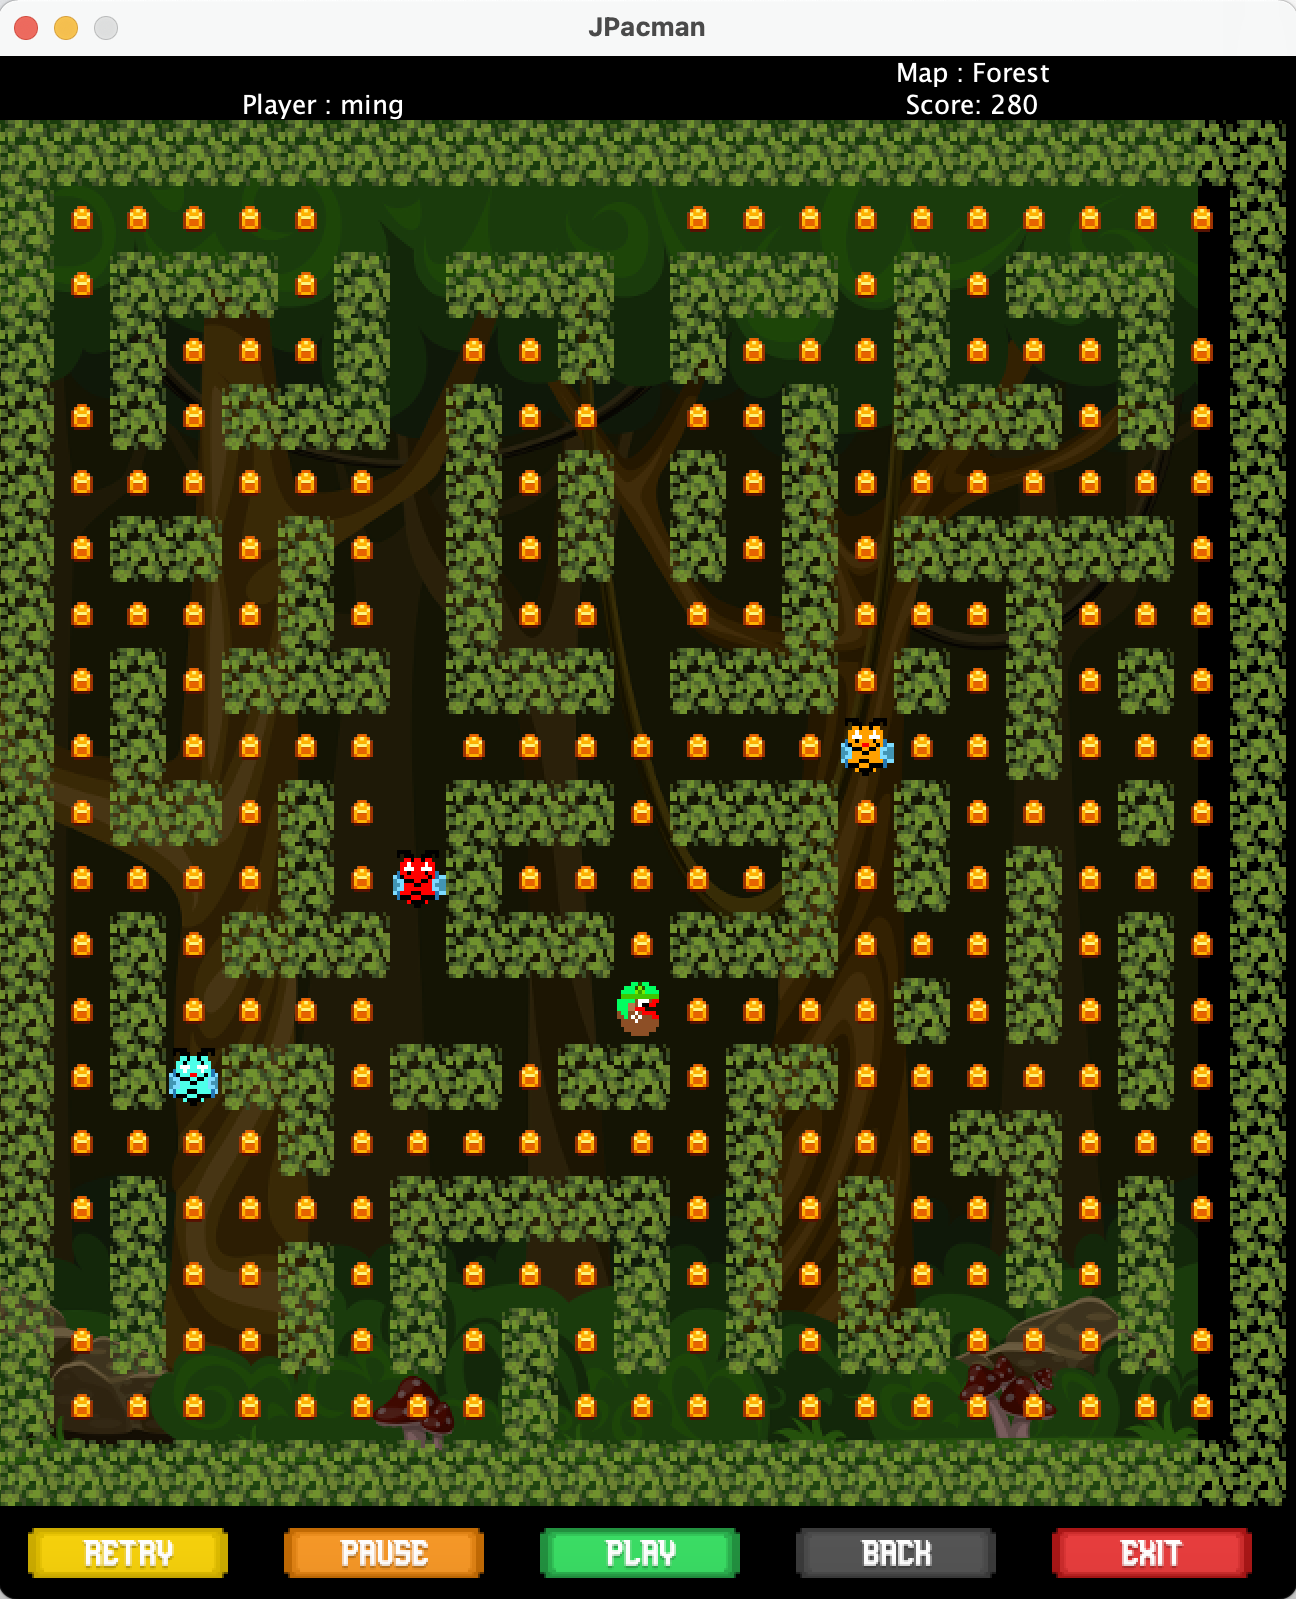 JPacman
Map : Forest
Player : ming
Score: 280
RETRY
PAUSE
PLAY
BACK
EXIT